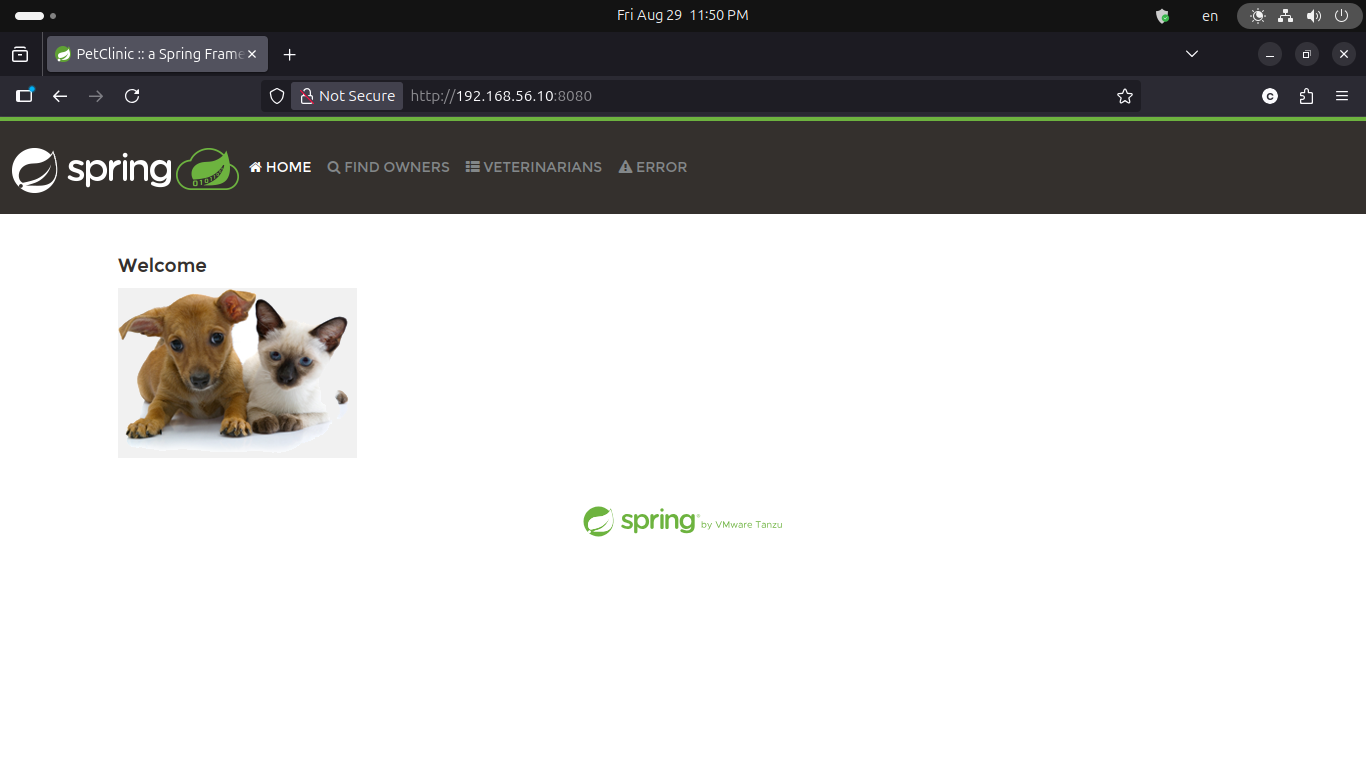 Fri Aug 29 11:50 PM
en
PetClinic :: a Spring Frame
Not Secure
http://192.168.56.10:8080
spring
HOME
FIND OWNERS
VETERINARIANS
ERROR
Welcome
spring by VMware Tanzu